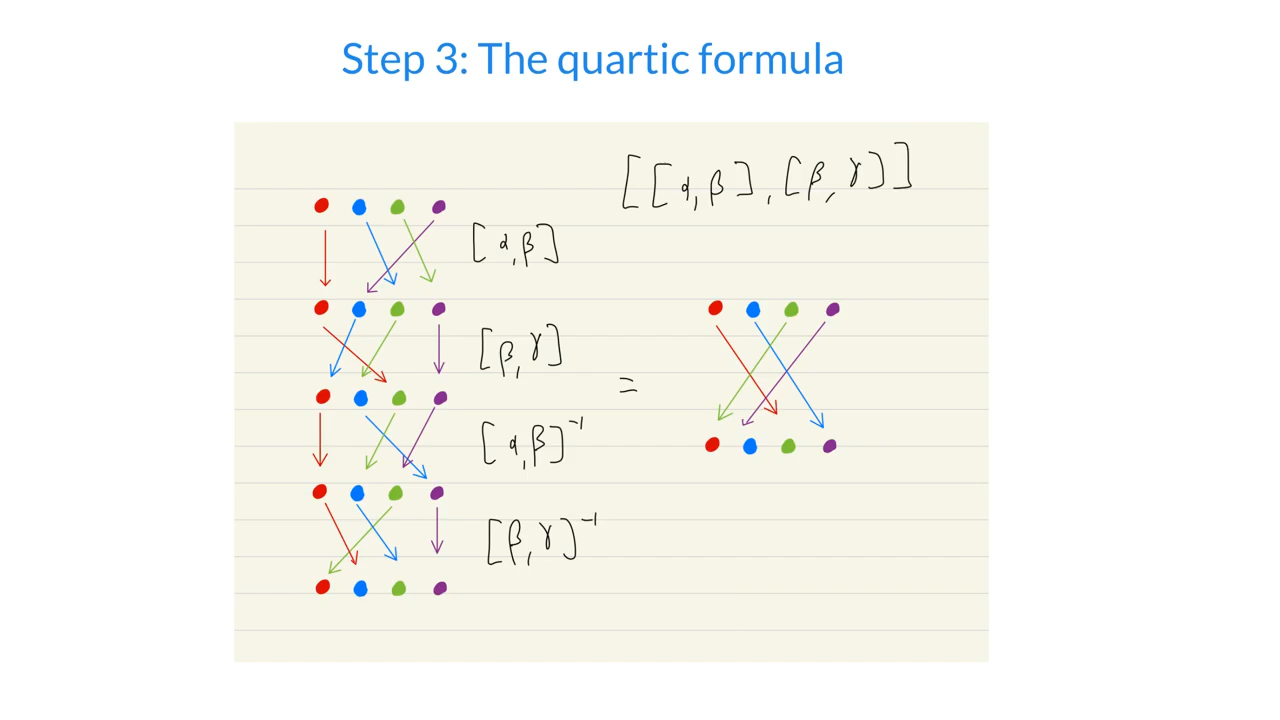 Step 3: The quartic formula
[[α,β],[β,γ]]
[α,β]
[β,γ]
=
[α,β]⁻¹
[β,γ]⁻¹